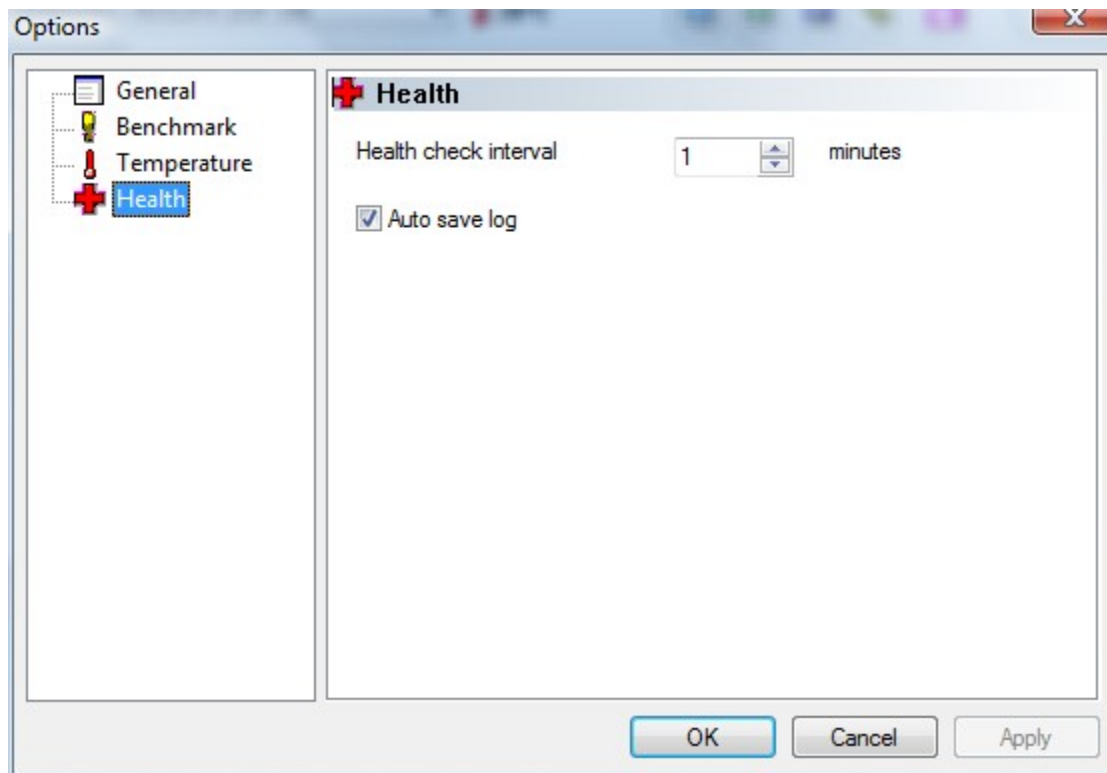 Options
General
Benchmark
Temperature
Health
Health
Health check interval 1 minutes
Auto save log
OK Cancel Apply